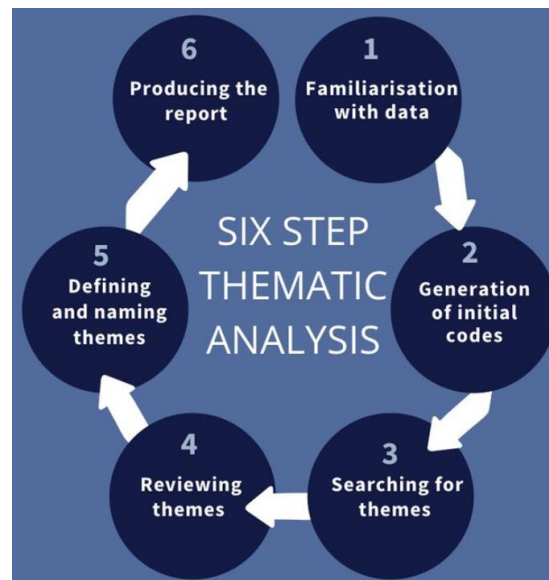 SIX STEP
THEMATIC
ANALYSIS
1
Familiarisation
with data
2
Generation
of initial
codes
3
Searching for
themes
4
Reviewing
themes
5
Defining
and naming
themes
6
Producing the
report